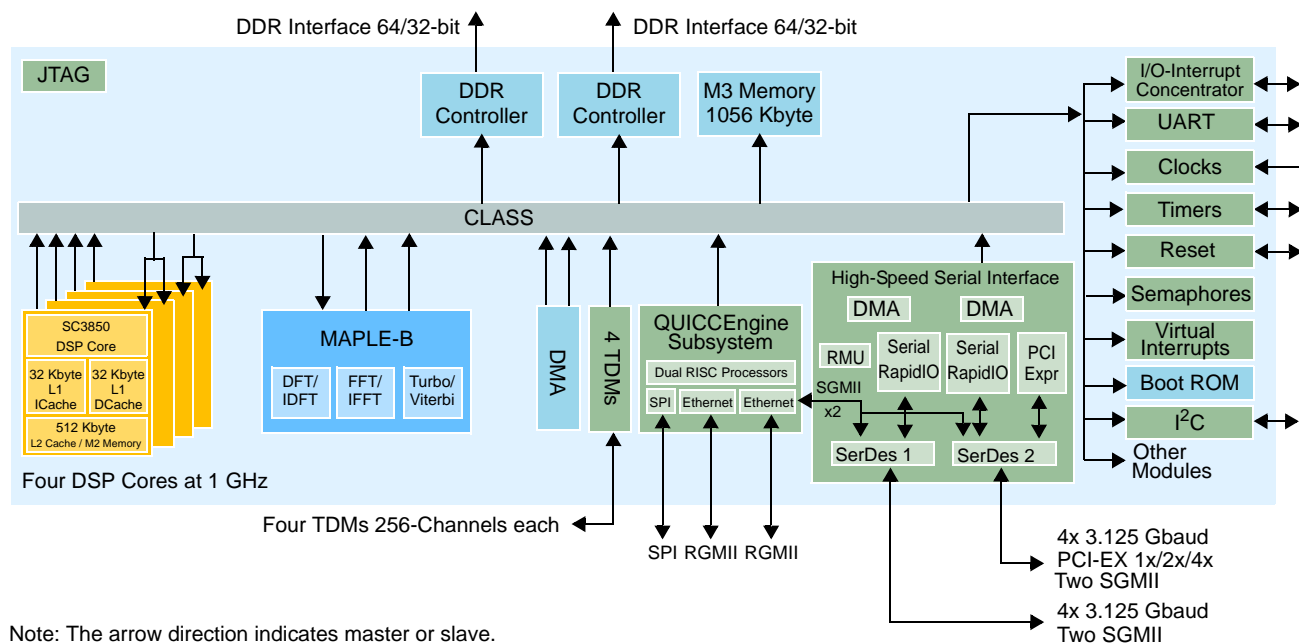 DDR Interface 64/32-bit
DDR Interface 64/32-bit
JTAG
DDR
Controller
DDR
Controller
M3 Memory
1056 Kbyte
I/O-Interrupt
Concentrator
UART
Clocks
Timers
Reset
Semaphores
Virtual
Interrupts
Boot ROM
I²C
Other
Modules
CLASS
SC3850
DSP Core
32 Kbyte
L1
ICache
32 Kbyte
L1
DCache
512 Kbyte
L2 Cache / M2 Memory
Four DSP Cores at 1 GHz
MAPLE-B
DFT/
IDFT
FFT/
IFFT
Turbo/
Viterbi
DMA
4 TDMs
QUICCEngine
Subsystem
Dual RISC Processors
SPI
Ethernet
Ethernet
SGMII
x2
High-Speed Serial Interface
DMA
DMA
RMU
Serial
RapidIO
Serial
RapidIO
PCI
Expr
SerDes 1
SerDes 2
Four TDMs 256-Channels each
SPI
RGMII
RGMII
4x 3.125 Gbaud
PCI-EX 1x/2x/4x
Two SGMII
4x 3.125 Gbaud
Two SGMII
Note: The arrow direction indicates master or slave.